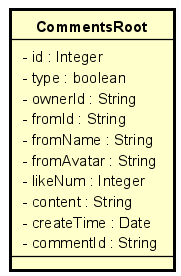 CommentsRoot
- id : Integer
- type : boolean
- ownerId : String
- fromId : String
- fromName : String
- fromAvatar : String
- likeNum : Integer
- content : String
- createTime : Date
- commentId : String